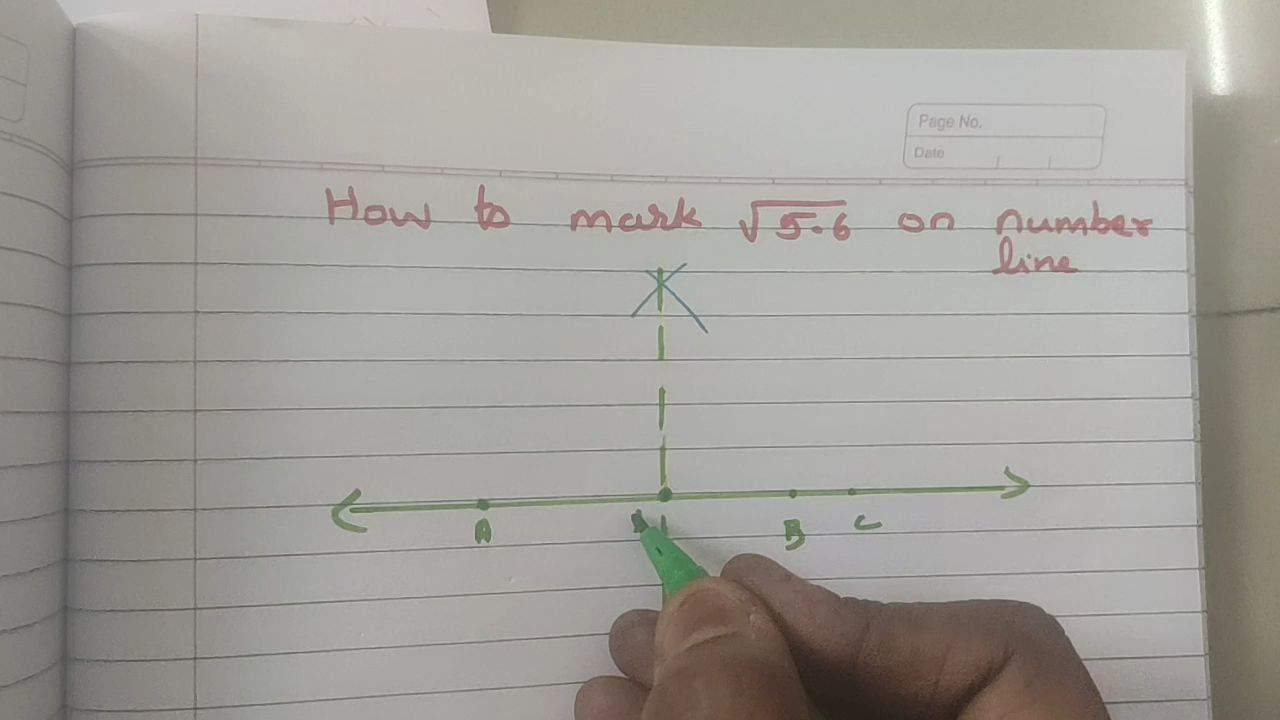 Page No.
Date
How to mark √5.6 on number
line
A B C